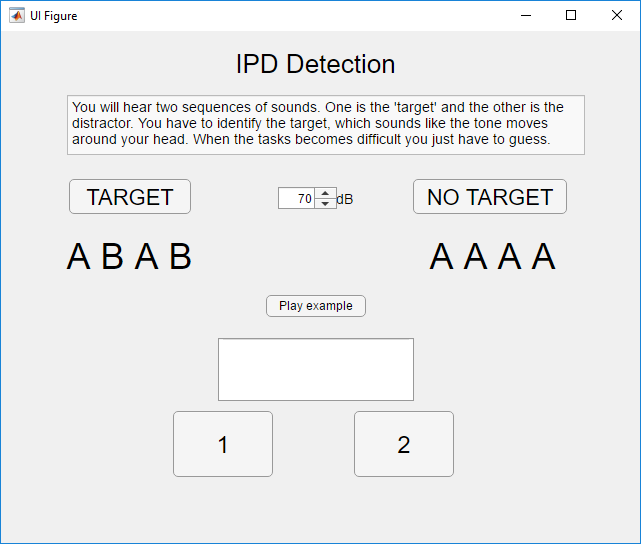 UI Figure
IPD Detection
You will hear two sequences of sounds. One is the 'target' and the other is the
distractor. You have to identify the target, which sounds like the tone moves
around your head. When the tasks becomes difficult you just have to guess.
TARGET
70 dB
NO TARGET
A B A B
A A A A
Play example
1
2